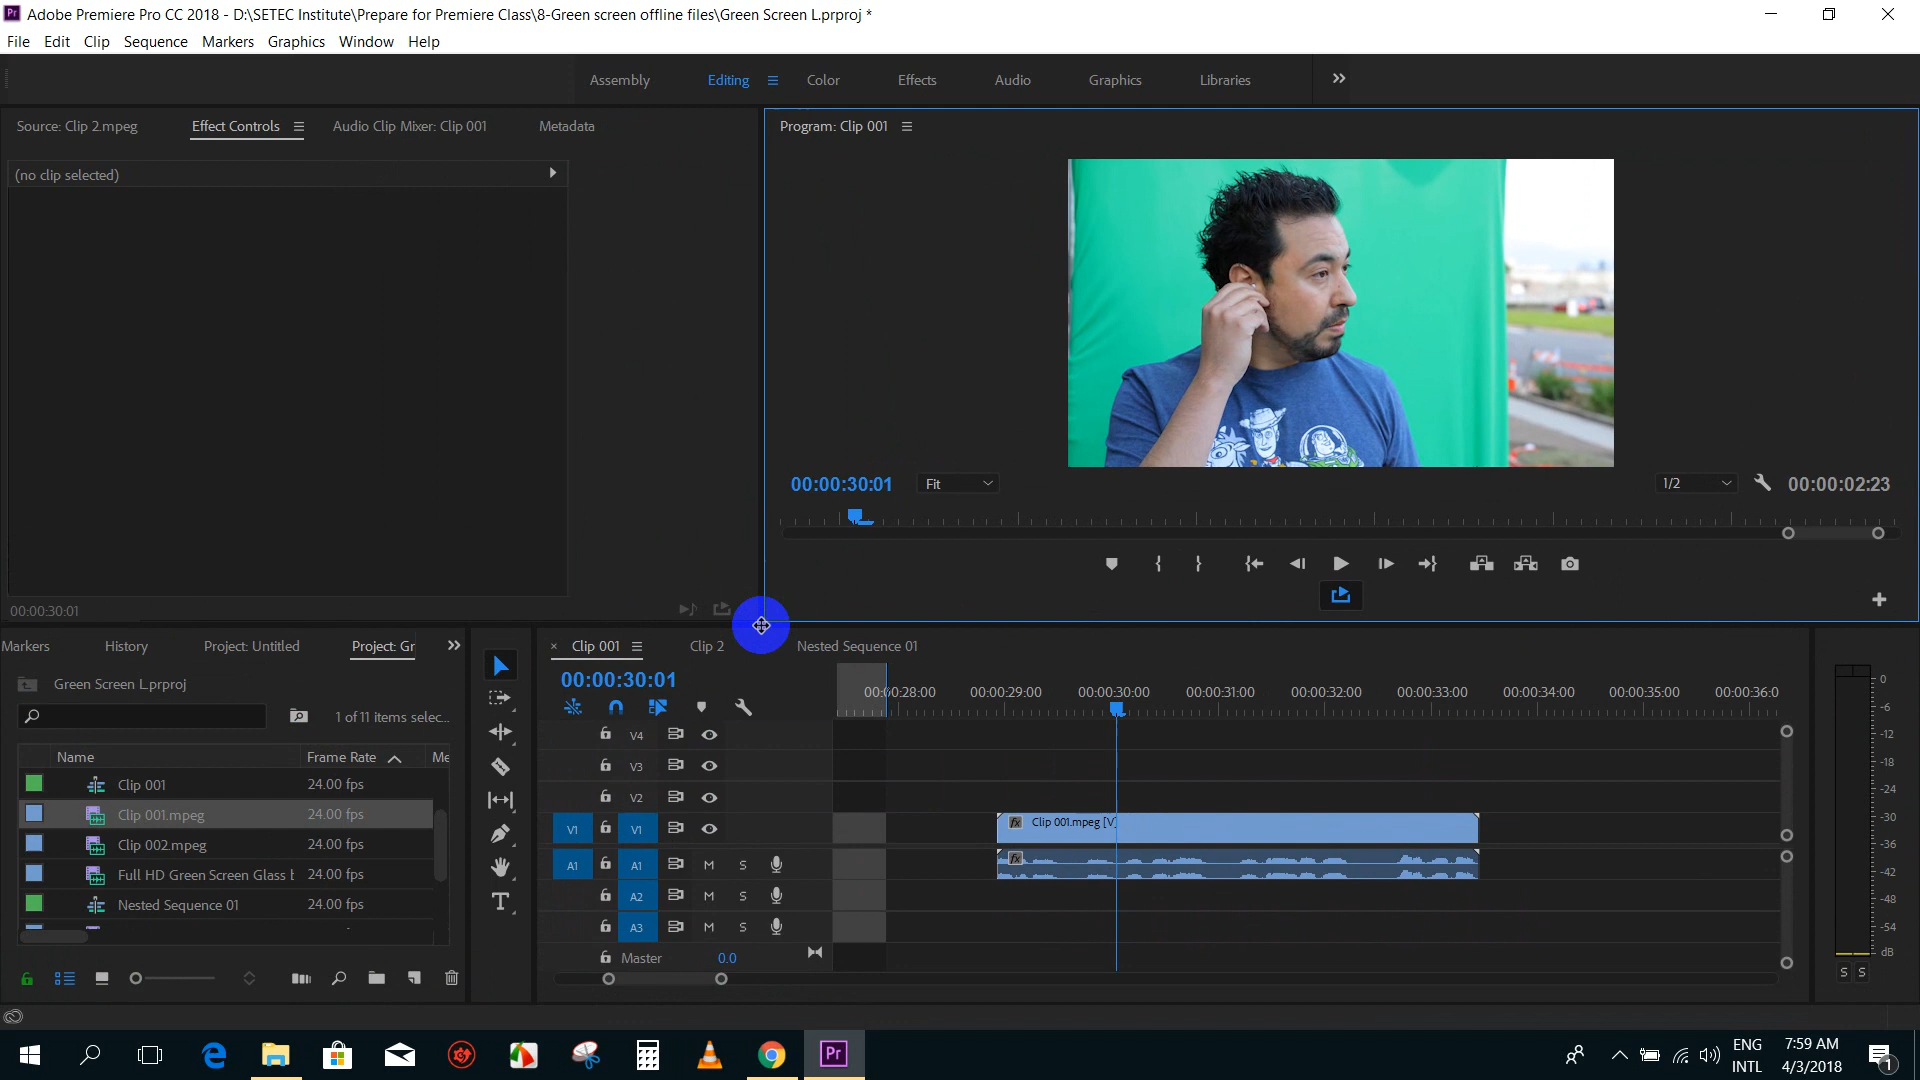 Pr Adobe Premiere Pro CC 2018 - D:\SETEC Institute\Prepare for Premiere Class\8-Green screen offline files\Green Screen L.prproj *
File Edit Clip Sequence Markers Graphics Window Help
Assembly Editing Color Effects Audio Graphics Libraries
Source: Clip 2.mpeg Effect Controls Audio Clip Mixer: Clip 001 Metadata
Program: Clip 001
(no clip selected)
00:00:30:01 Fit 1/2 00:00:02:23
00:00:30:01
Markers History Project: Untitled Project: Gr
× Clip 001 Clip 2 Nested Sequence 01
Green Screen L.prproj
1 of 11 items selec...
00:00:30:01
00:00:28:00 00:00:29:00 00:00:30:00 00:00:31:00 00:00:32:00 00:00:33:00 00:00:34:00 00:00:35:00 00:00:36:0
Name Frame Rate Me
Clip 001 24.00 fps
Clip 001.mpeg 24.00 fps
Clip 002.mpeg 24.00 fps
Full HD Green Screen Glass t 24.00 fps
Nested Sequence 01 24.00 fps
T
V4
V3
V2
V1 V1 fx Clip 001.mpeg [V]
A1 A1 M S fx
A2 M S
A3 M S
Master 0.0
0
-6
-12
-18
-24
-30
-36
-42
-48
-54
dB
S S
Pr
ENG
INTL
7:59 AM
4/3/2018
1